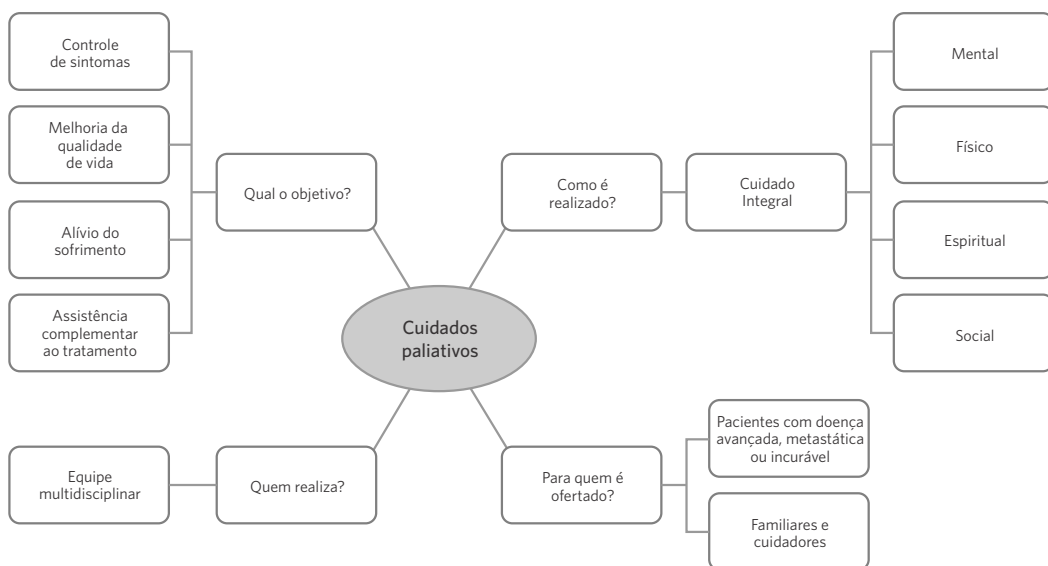 Controle
de sintomas
Melhoria da
qualidade
de vida
Alívio do
sofrimento
Assistência
complementar
ao tratamento
Qual o objetivo?
Como é
realizado?
Cuidado
Integral
Mental
Físico
Espiritual
Social
Cuidados
paliativos
Equipe
multidisciplinar
Quem realiza?
Para quem é
ofertado?
Pacientes com doença
avançada, metastática
ou incurável
Familiares e
cuidadores